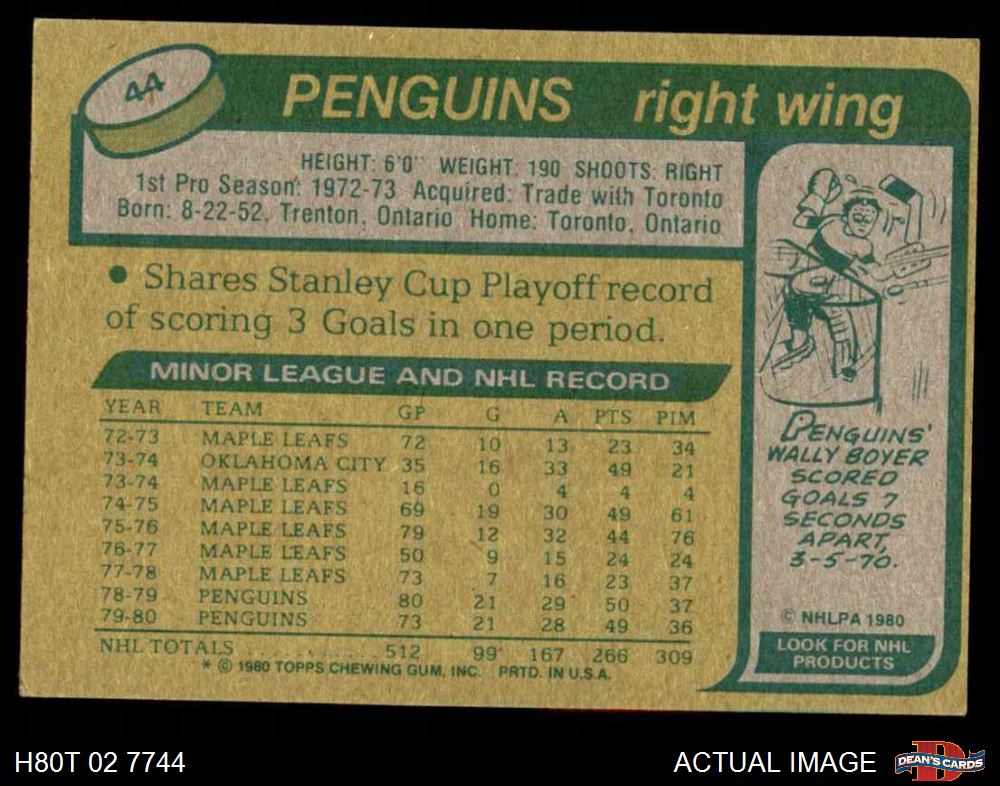 44
PENGUINS right wing
HEIGHT: 6'0" WEIGHT: 190 SHOOTS: RIGHT
1st Pro Season: 1972-73 Acquired: Trade with Toronto
Born: 8-22-52, Trenton, Ontario Home: Toronto, Ontario
• Shares Stanley Cup Playoff record
of scoring 3 Goals in one period.
MINOR LEAGUE AND NHL RECORD
YEAR TEAM GP G A PTS PIM
72-73 MAPLE LEAFS 72 10 13 23 34
73-74 OKLAHOMA CITY 35 16 33 49 21
73-74 MAPLE LEAFS 16 0 4 4 4
74-75 MAPLE LEAFS 69 19 30 49 61
75-76 MAPLE LEAFS 79 12 32 44 76
76-77 MAPLE LEAFS 50 9 15 24 24
77-78 MAPLE LEAFS 73 7 16 23 37
78-79 PENGUINS 80 21 29 50 37
79-80 PENGUINS 73 21 28 49 36
NHL TOTALS ............ 512 99 167 266 309
* © 1980 TOPPS CHEWING GUM, INC. PRTD. IN U.S.A.
PENGUINS'
WALLY BOYER
SCORED
GOALS 7
SECONDS
APART,
3-5-70.
© NHLPA 1980
LOOK FOR NHL
PRODUCTS
H80T 02 7744
ACTUAL IMAGE
DEAN'S CARDS